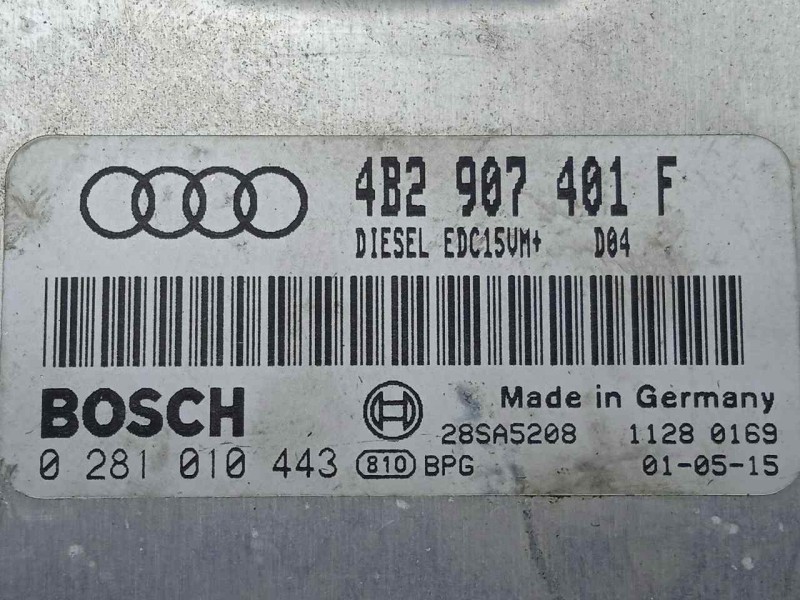 4B2 907 401 F
DIESEL EDC15VM+ D04
BOSCH
Made in Germany
28SA5208 1128 0169
0 281 010 443 810 BPG 01-05-15